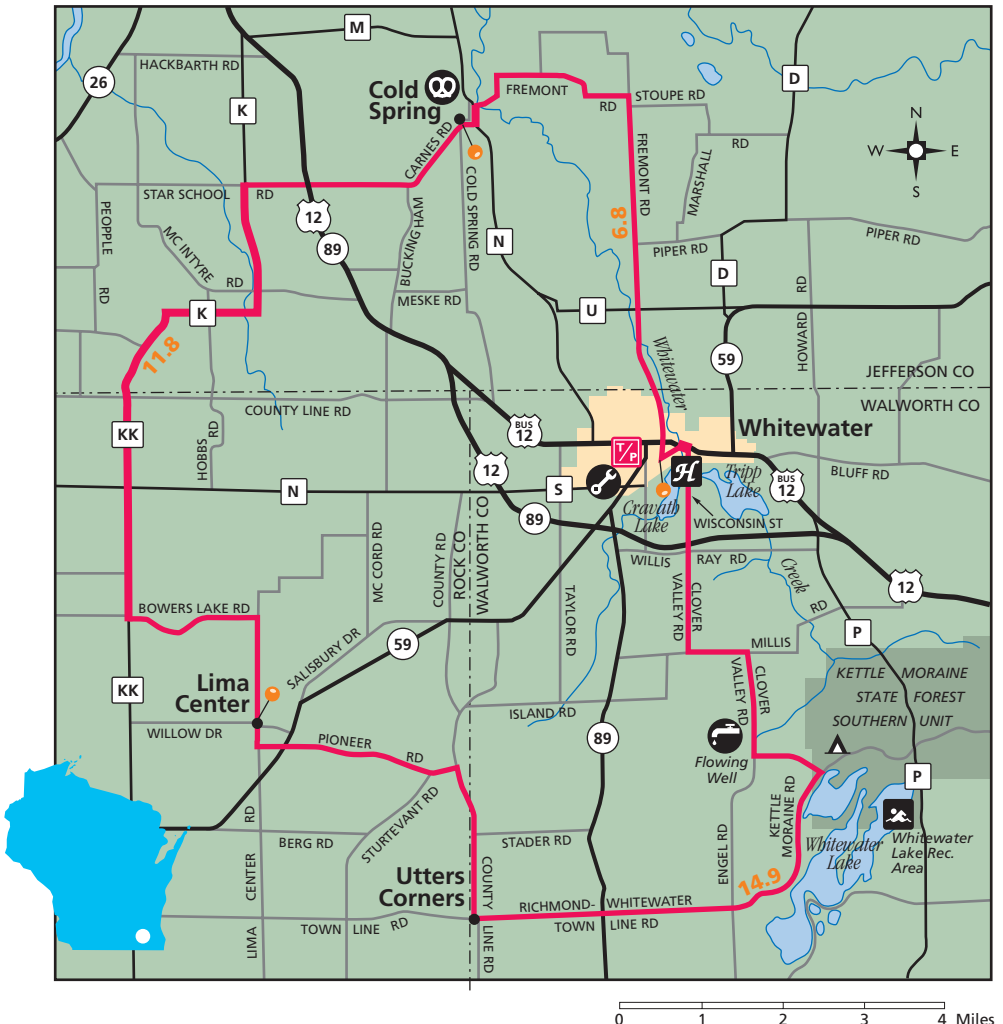 M
D
26
HACKBARTH RD
K
Cold
Spring
FREMONT
RD
STOUPE RD
N
W
E
S
CARNES RD
FREMONT RD
MARSHALL
RD
STAR SCHOOL
RD
COLD SPRING RD
PEOPPLE
RD
12
89
BUCKINGHAM
6.8
MC INTYRE
RD
N
PIPER RD
PIPER RD
D
MESKE RD
K
U
HOWARD
RD
11.8
Whitewater
59
JEFFERSON CO
WALWORTH CO
COUNTY LINE RD
KK
BUS
12
Whitewater
HOBBS
RD
T/P
H
12
Tripp
Lake
BUS
12
BLUFF RD
N
S
89
Cravath
Lake
WISCONSIN ST
MC CORD RD
COUNTY RD
ROCK CO
WALWORTH CO
WILLIS
RAY RD
Creek
12
BOWERS LAKE RD
TAYLOR RD
CLOVER
VALLEY RD
RD
P
SALISBURY DR
59
MILLIS
KK
Lima
Center
CLOVER
VALLEY RD
KETTLE MORAINE
STATE FOREST
SOUTHERN UNIT
ISLAND RD
WILLOW DR
PIONEER
RD
89
Flowing
Well
P
STURTEVANT RD
KETTLE
MORAINE RD
RD
BERG RD
STADER RD
ENGEL RD
Whitewater
Lake
Whitewater
Lake Rec.
Area
CENTER
LIMA
Utters
Corners
COUNTY
LINE RD
14.9
RICHMOND-WHITEWATER
TOWN LINE RD
TOWN LINE RD
0 1 2 3 4 Miles